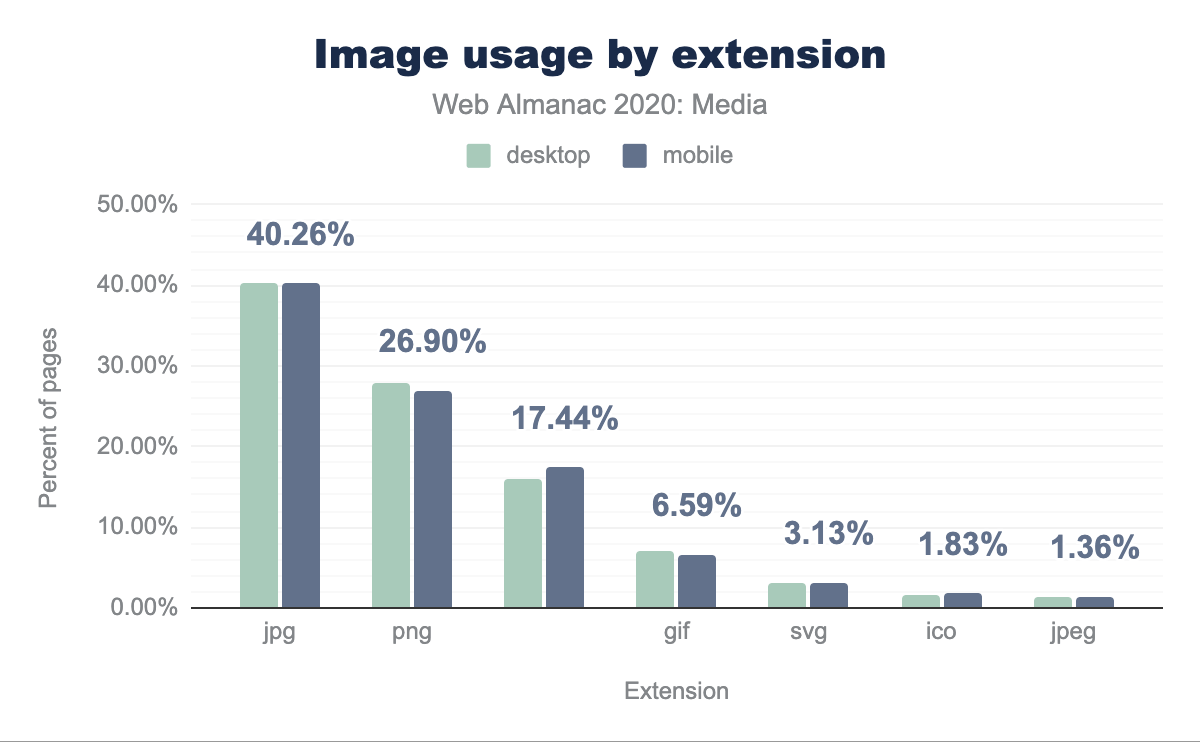 Image usage by extension
Web Almanac 2020: Media
desktop mobile
50.00%
40.26%
40.00%
26.90%
30.00%
17.44%
20.00%
6.59%
10.00%
3.13%
1.83%
1.36%
0.00%
Percent of pages
jpg png gif svg ico jpeg
Extension